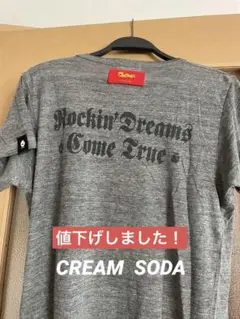 Rockin' Dreams
Come True
値下げしました！
CREAM SODA